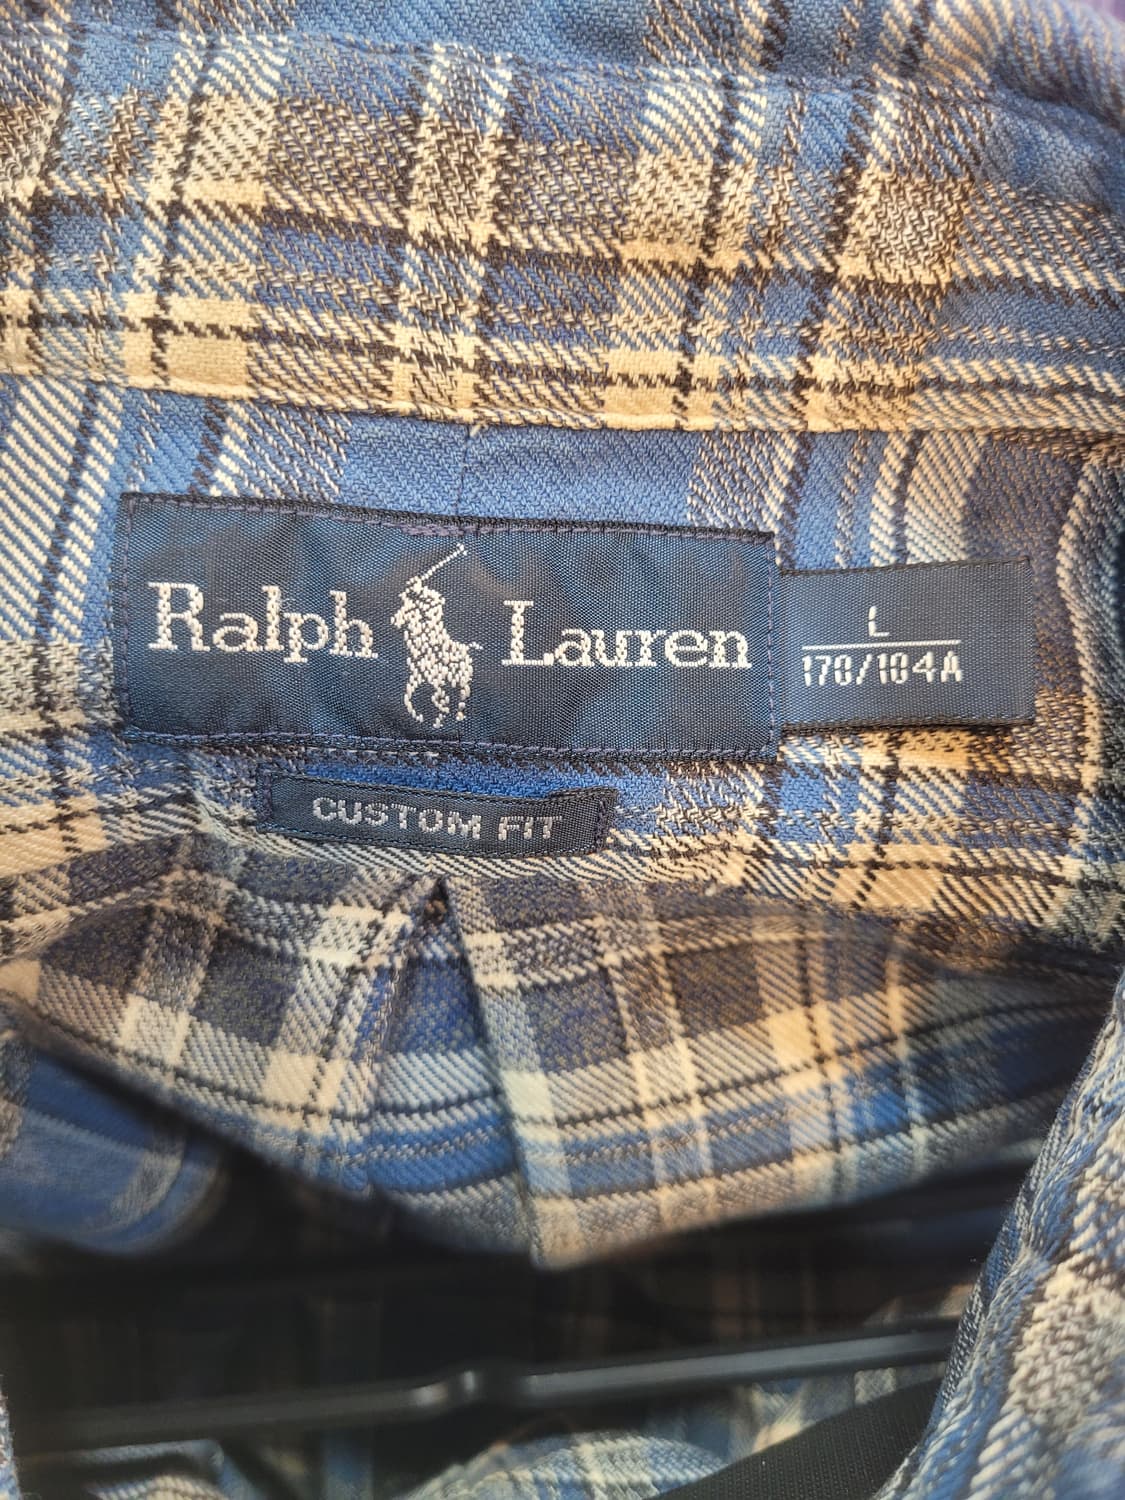 Ralph Lauren
L
170/104A
CUSTOM FIT